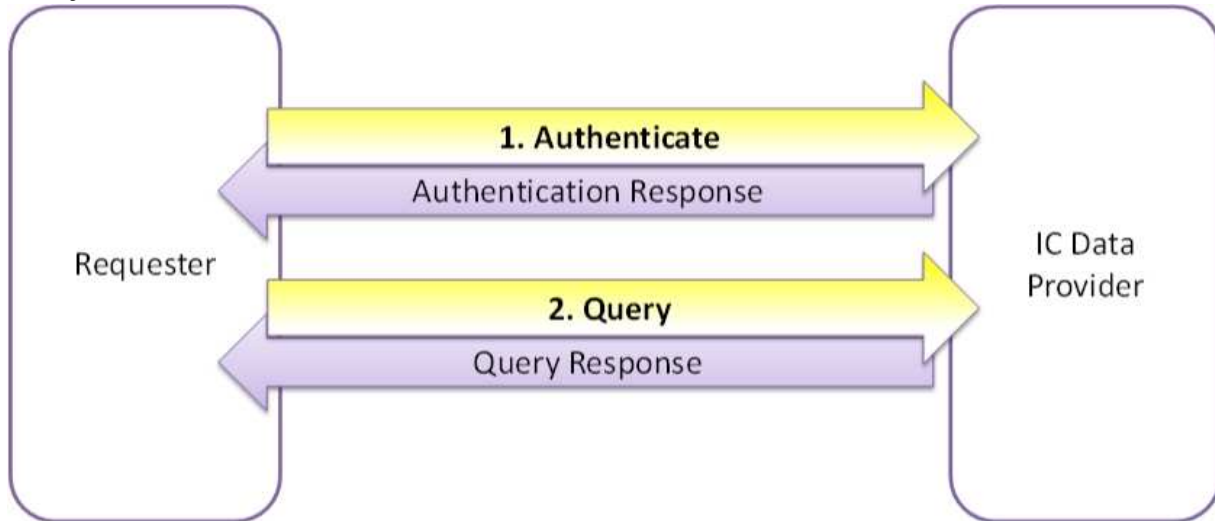 1. Authenticate
Authentication Response
Requester
IC Data
Provider
2. Query
Query Response